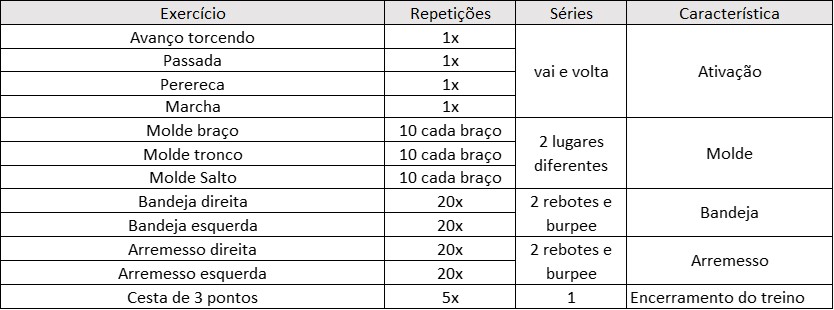 Exercício Repetições Séries Característica
Avanço torcendo 1x vai e volta Ativação
Passada 1x
Perereca 1x
Marcha 1x
Molde braço 10 cada braço 2 lugares diferentes Molde
Molde tronco 10 cada braço
Molde Salto 10 cada braço
Bandeja direita 20x 2 rebotes e burpee Bandeja
Bandeja esquerda 20x
Arremesso direita 20x 2 rebotes e burpee Arremesso
Arremesso esquerda 20x
Cesta de 3 pontos 5x 1 Encerramento do treino